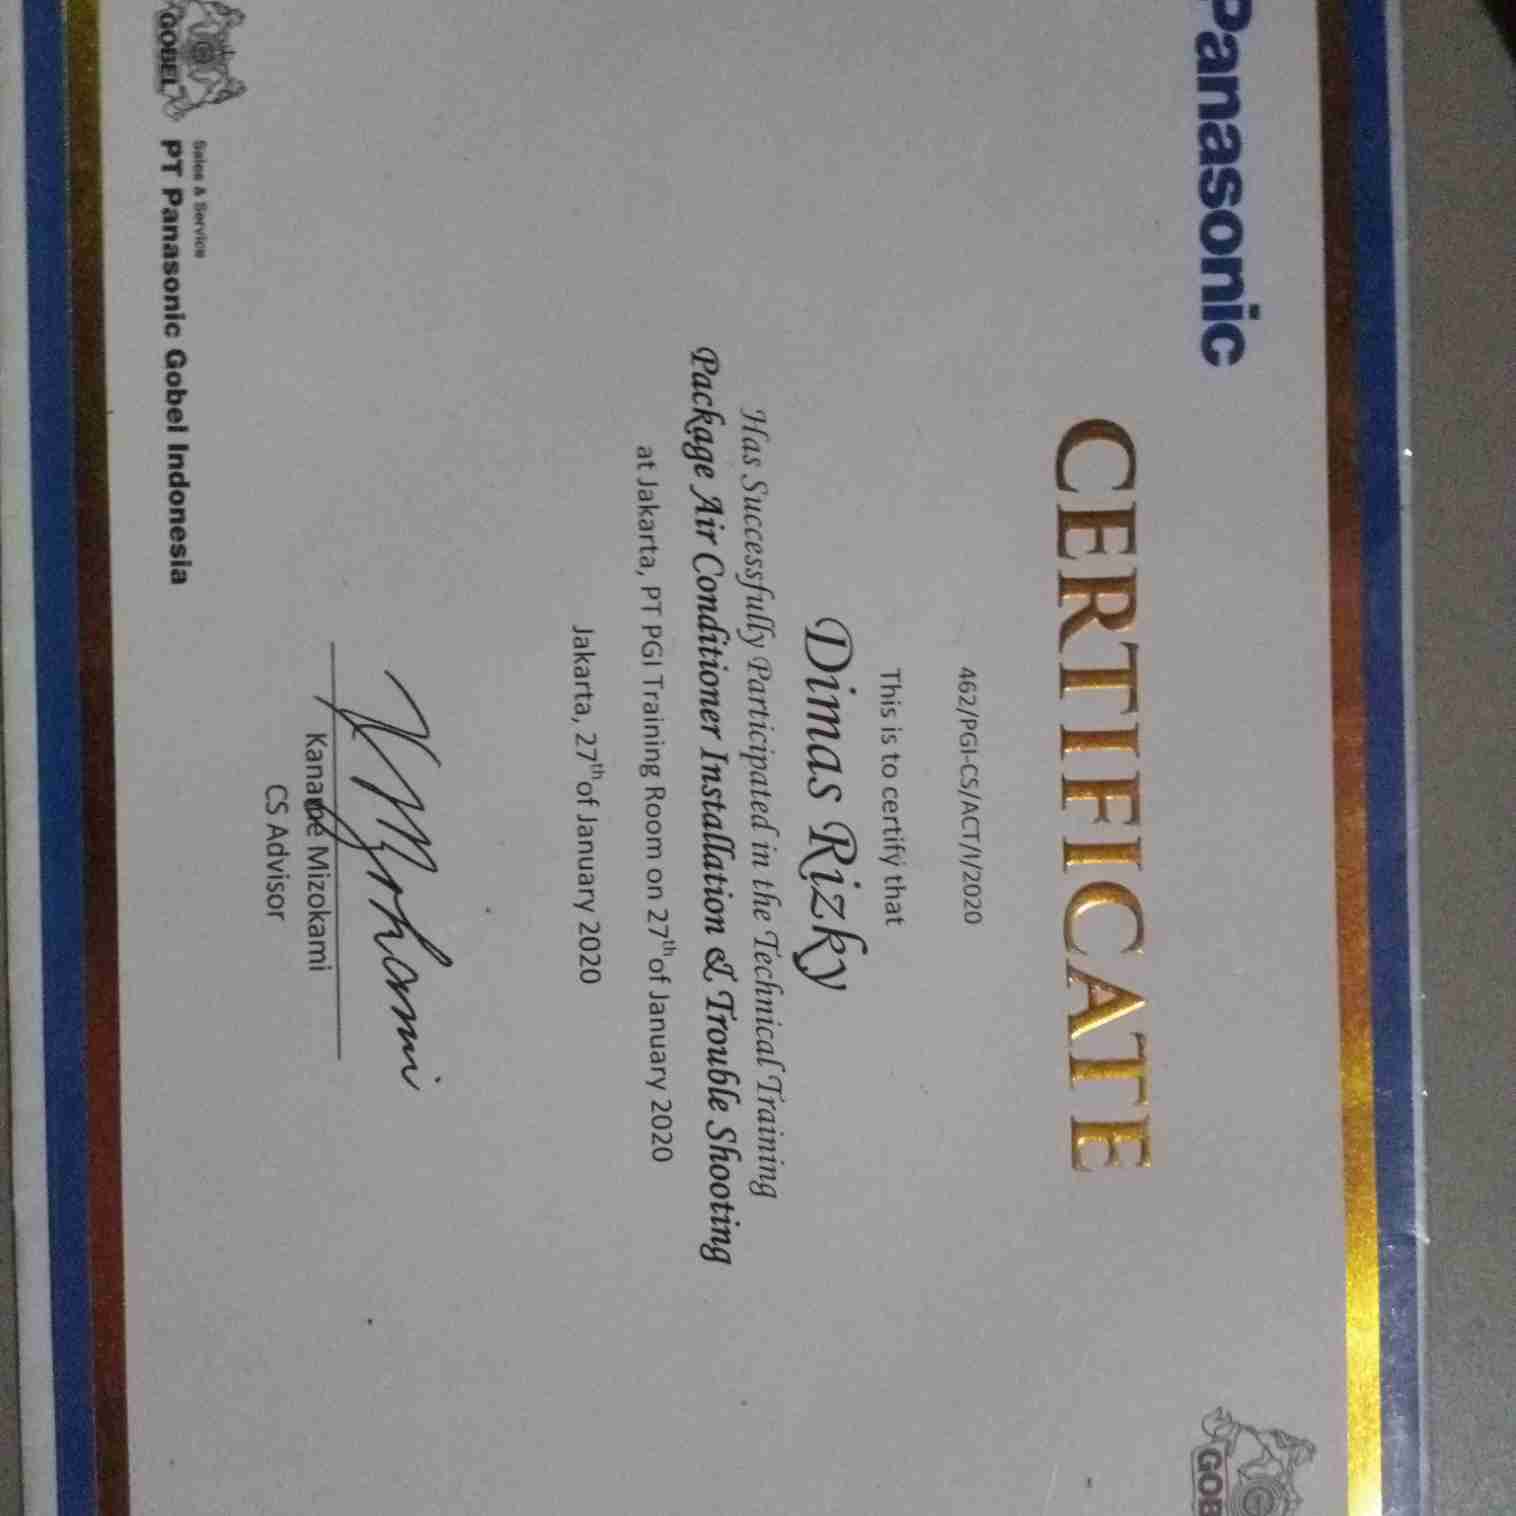 Panasonic
CERTIFICATE
462/PGI-CS/ACT/I/2020
This is to certify that
Dimas Rizky
Has Successfully Participated in the Technical Training
Package Air Conditioner Installation & Trouble Shooting
at Jakarta, PT PGI Training Room on 27th of January 2020
Jakarta, 27th of January 2020
Kaname Mizokami
CS Advisor
GOBEL
Sales & Service
PT Panasonic Gobel Indonesia